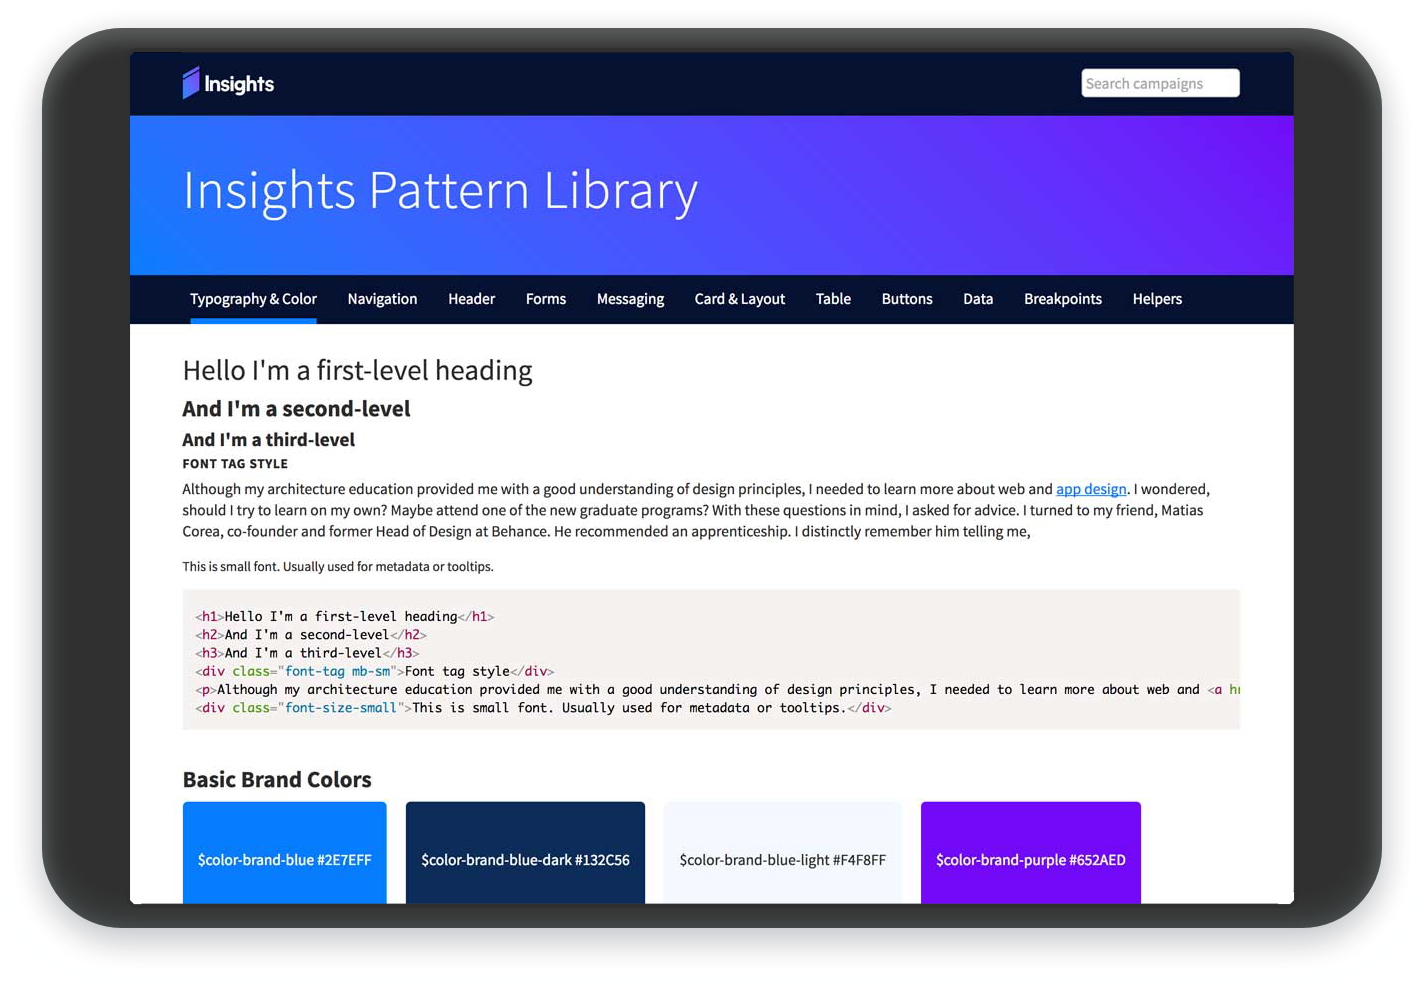 Insights
Search campaigns
Insights Pattern Library
Typography & Color Navigation Header Forms Messaging Card & Layout Table Buttons Data Breakpoints Helpers
Hello I'm a first-level heading
And I'm a second-level
And I'm a third-level
FONT TAG STYLE
Although my architecture education provided me with a good understanding of design principles, I needed to learn more about web and app design. I wondered,
should I try to learn on my own? Maybe attend one of the new graduate programs? With these questions in mind, I asked for advice. I turned to my friend, Matias
Corea, co-founder and former Head of Design at Behance. He recommended an apprenticeship. I distinctly remember him telling me,
This is small font. Usually used for metadata or tooltips.
<h1>Hello I'm a first-level heading</h1>
<h2>And I'm a second-level</h2>
<h3>And I'm a third-level</h3>
<div class="font-tag mb-sm">Font tag style</div>
<p>Although my architecture education provided me with a good understanding of design principles, I needed to learn more about web and <a h
<div class="font-size-small">This is small font. Usually used for metadata or tooltips.</div>
Basic Brand Colors
$color-brand-blue #2E7EFF
$color-brand-blue-dark #132C56
$color-brand-blue-light #F4F8FF
$color-brand-purple #652AED